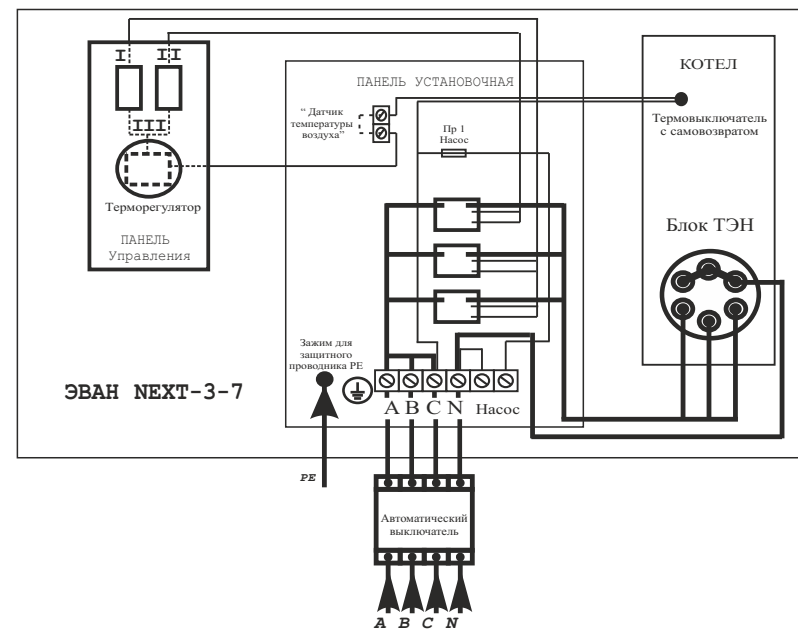 I II
III
Терморегулятор
ПАНЕЛЬ
Управления
ПАНЕЛЬ УСТАНОВОЧНАЯ
“ Датчик
температуры
воздуха”
Пр 1
Насос
КОТЕЛ
Термовыключатель
с самовозвратом
Блок ТЭН
Зажим для
защитного
проводника PE
ЭВАН NEXT-3-7
A B C N Насос
PE
Автоматический
выключатель
A B C N